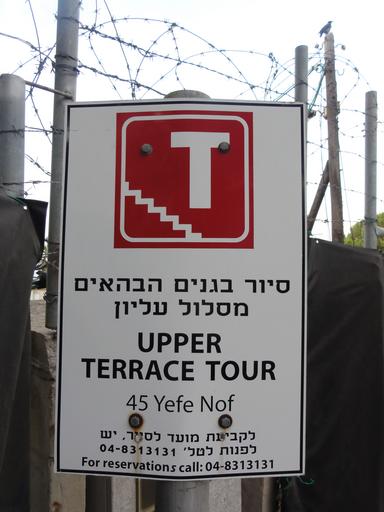 T
סיור בגנים הבהאים
מסלול עליון
UPPER
TERRACE TOUR
45 Yefe Nof
לקביעת מועד לסיור, יש
לפנות לטל' 04-8313131
For reservations call: 04-8313131